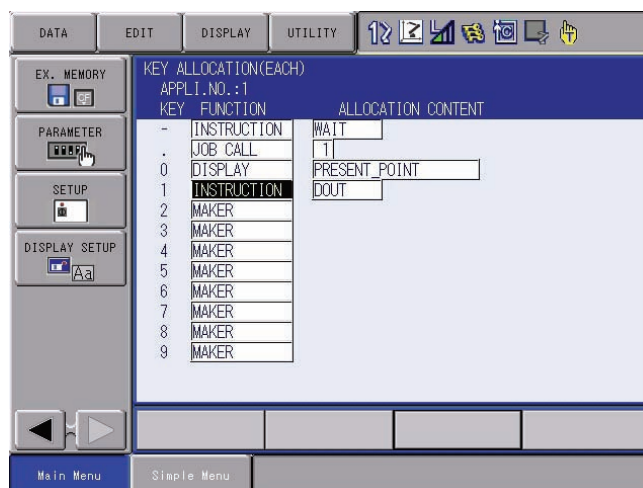 DATA EDIT DISPLAY UTILITY
EX. MEMORY
CF
PARAMETER
SETUP
DISPLAY SETUP
Aa
KEY ALLOCATION(EACH)
APPLI.NO.:1
KEY FUNCTION ALLOCATION CONTENT
- INSTRUCTION WAIT
. JOB CALL 1
0 DISPLAY PRESENT_POINT
1 INSTRUCTION DOUT
2 MAKER
3 MAKER
4 MAKER
5 MAKER
6 MAKER
7 MAKER
8 MAKER
9 MAKER
Main Menu Simple Menu